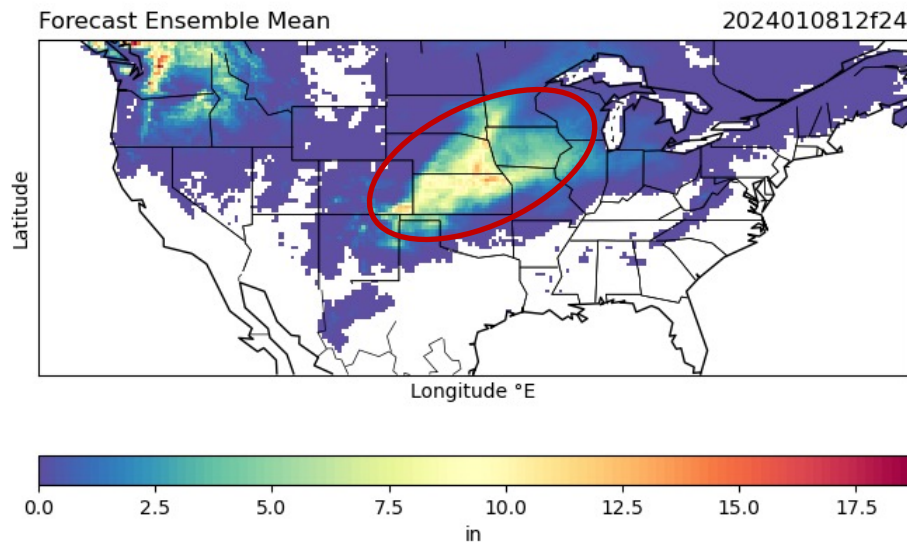 Forecast Ensemble Mean 2024010812f24
Latitude
Longitude °E
0.0 2.5 5.0 7.5 10.0 12.5 15.0 17.5
in